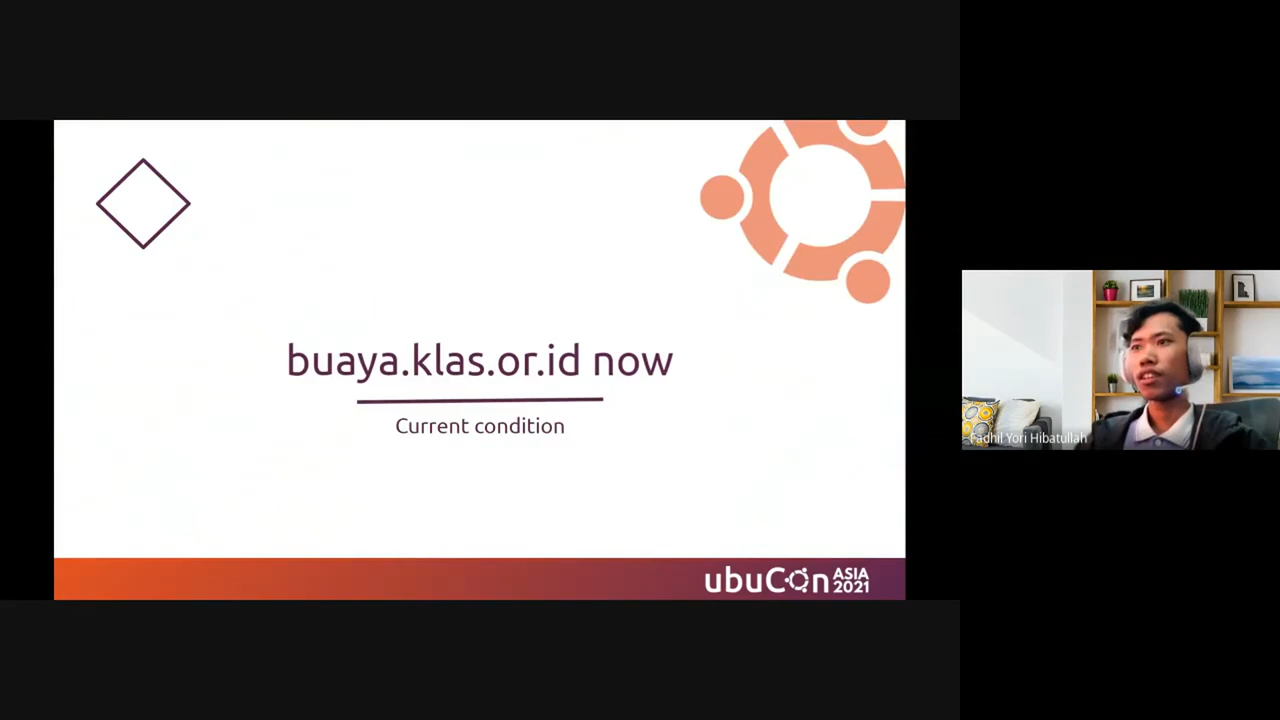 buaya.klas.or.id now
Current condition
Fadhil Yori Hibatullah
ubuCon ASIA 2021